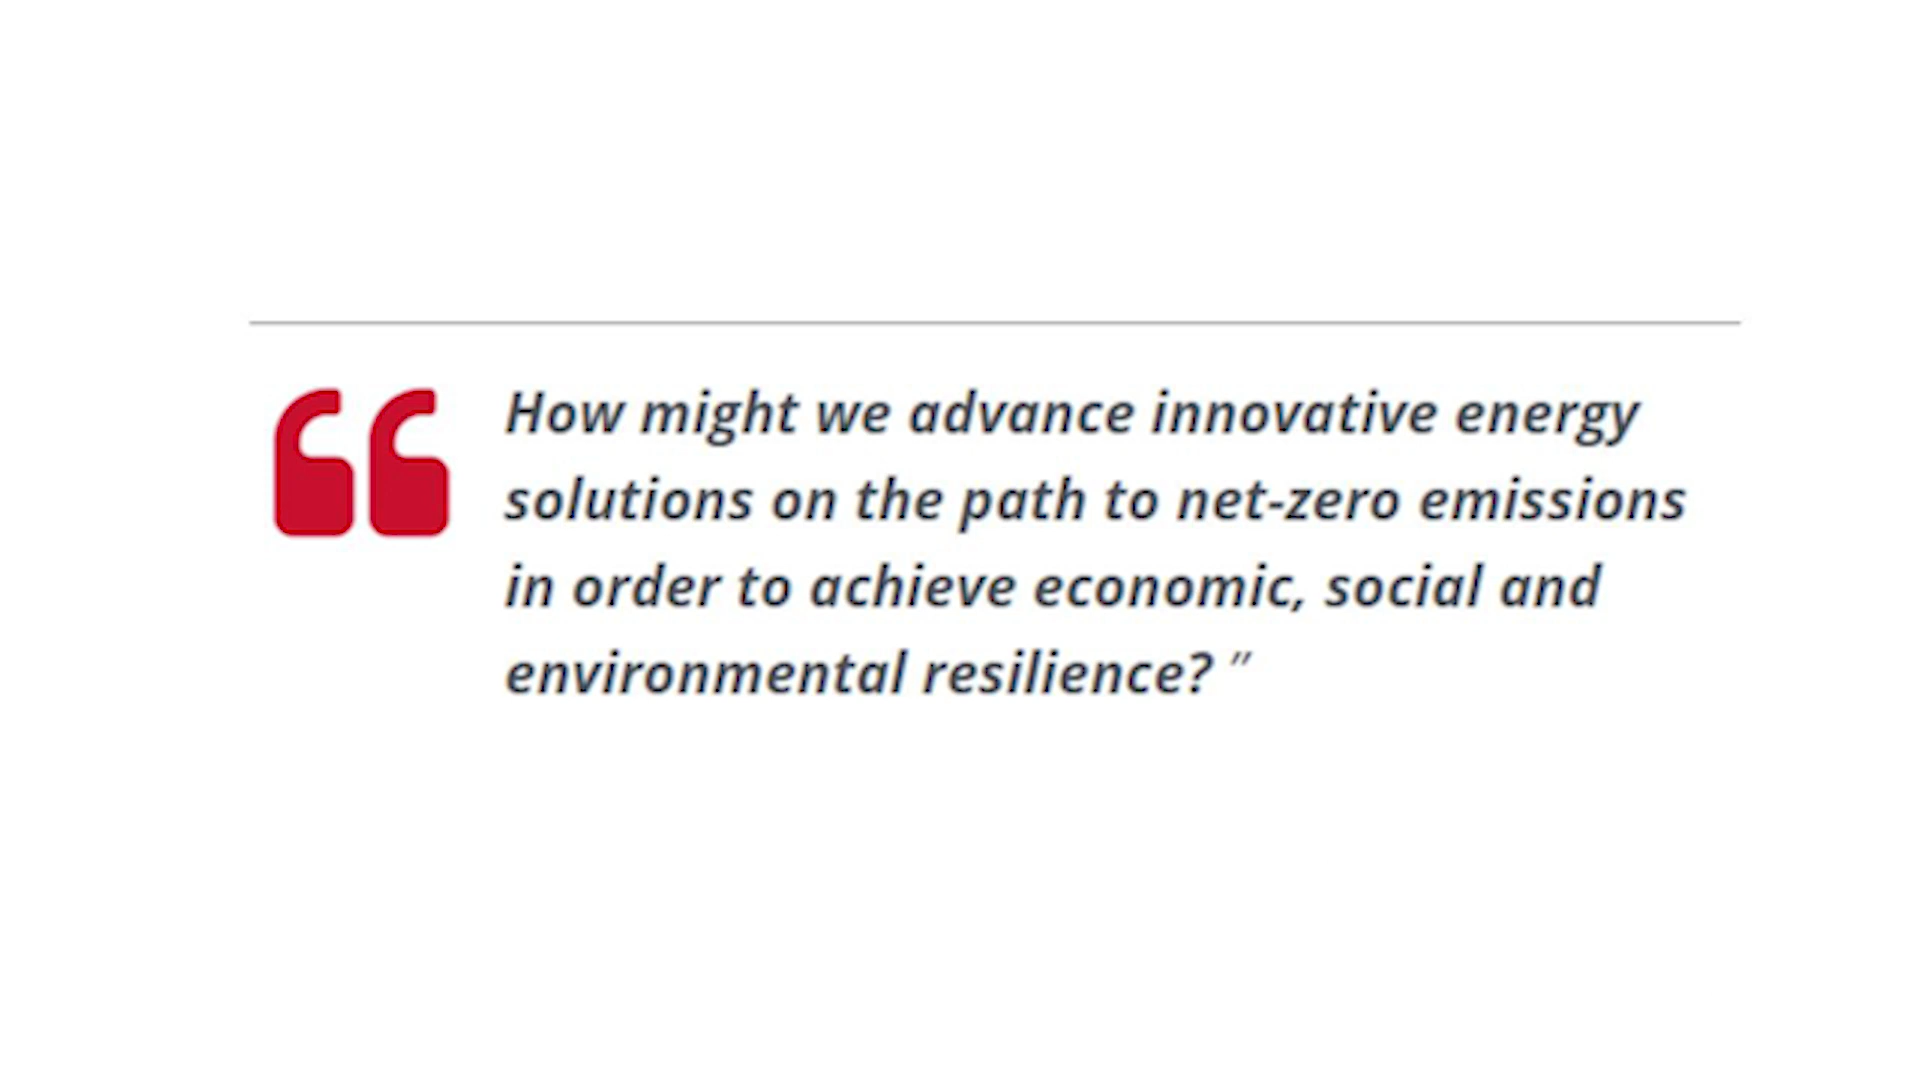 “ How might we advance innovative energy
solutions on the path to net-zero emissions
in order to achieve economic, social and
environmental resilience? ”